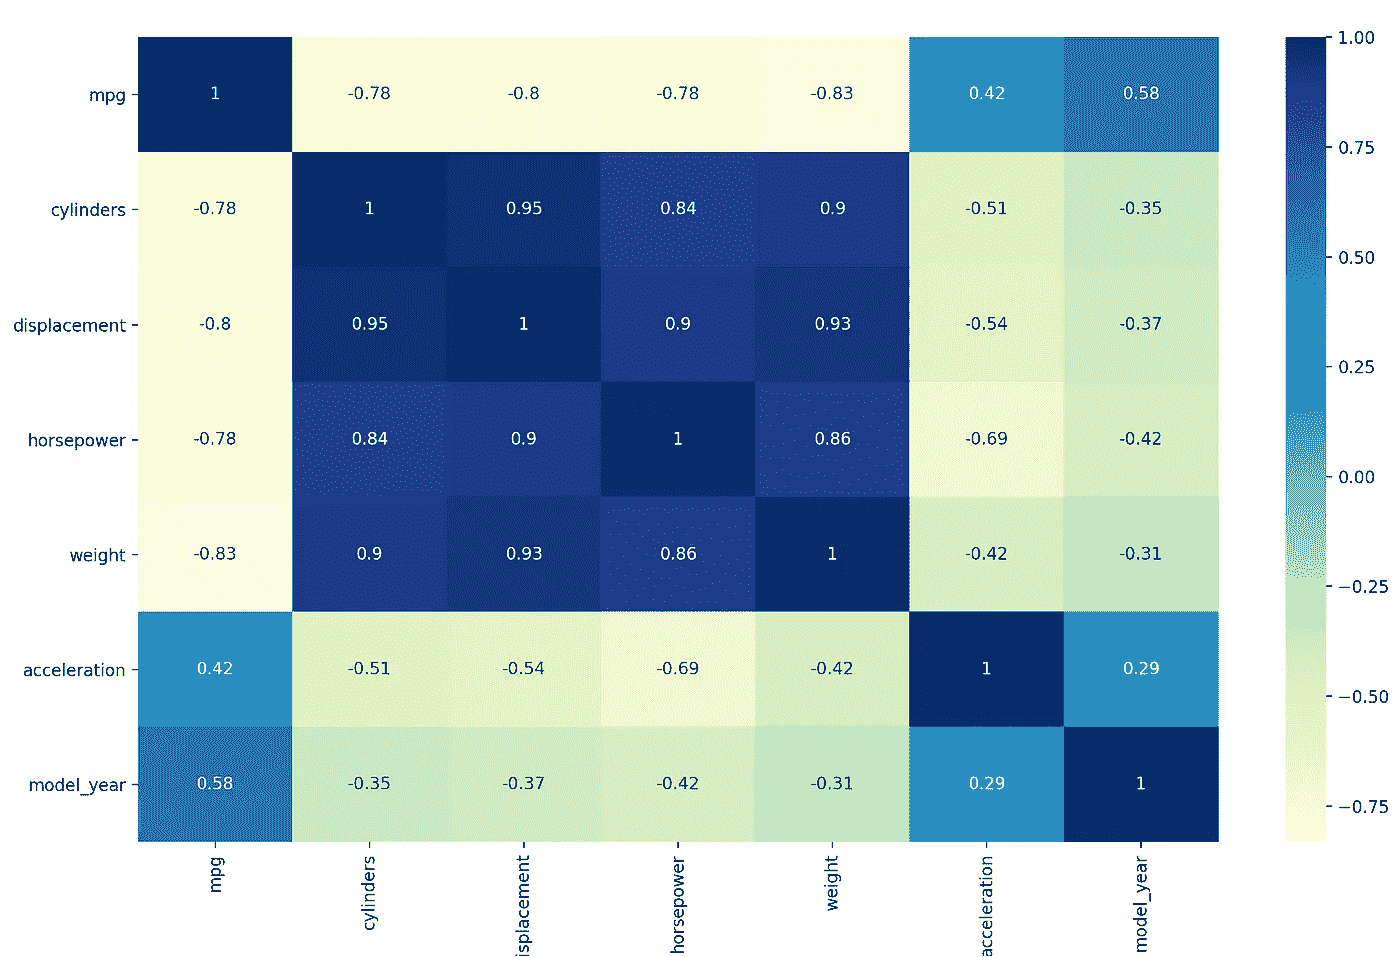 mpg 1 -0.78 -0.8 -0.78 -0.83 0.42 0.58
cylinders -0.78 1 0.95 0.84 0.9 -0.51 -0.35
displacement -0.8 0.95 1 0.9 0.93 -0.54 -0.37
horsepower -0.78 0.84 0.9 1 0.86 -0.69 -0.42
weight -0.83 0.9 0.93 0.86 1 -0.42 -0.31
acceleration 0.42 -0.51 -0.54 -0.69 -0.42 1 0.29
model_year 0.58 -0.35 -0.37 -0.42 -0.31 0.29 1
mpg
cylinders
isplacement
horsepower
weight
acceleration
model_year
1.00
0.75
0.50
0.25
0.00
−0.25
−0.50
−0.75